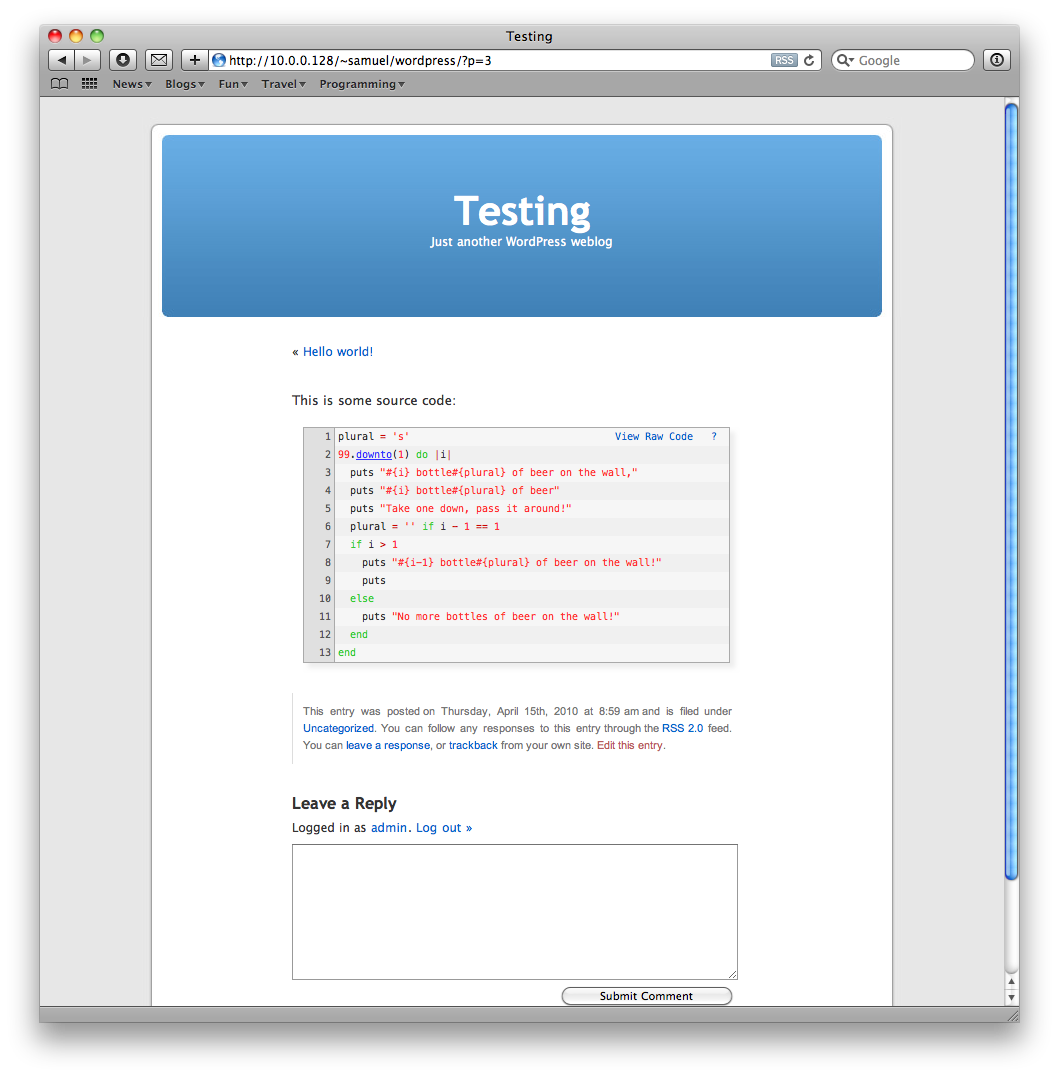 Testing
http://10.0.0.128/~samuel/wordpress/?p=3 RSS Google
News Blogs Fun Travel Programming
Testing
Just another WordPress weblog
« Hello world!
This is some source code:
View Raw Code ?
1 plural = 's'
2 99.downto(1) do |i|
3 puts "#{i} bottle#{plural} of beer on the wall,"
4 puts "#{i} bottle#{plural} of beer"
5 puts "Take one down, pass it around!"
6 plural = '' if i - 1 == 1
7 if i > 1
8 puts "#{i-1} bottle#{plural} of beer on the wall!"
9 puts
10 else
11 puts "No more bottles of beer on the wall!"
12 end
13 end
This entry was posted on Thursday, April 15th, 2010 at 8:59 am and is filed under
Uncategorized. You can follow any responses to this entry through the RSS 2.0 feed.
You can leave a response, or trackback from your own site. Edit this entry.
Leave a Reply
Logged in as admin. Log out »
Submit Comment